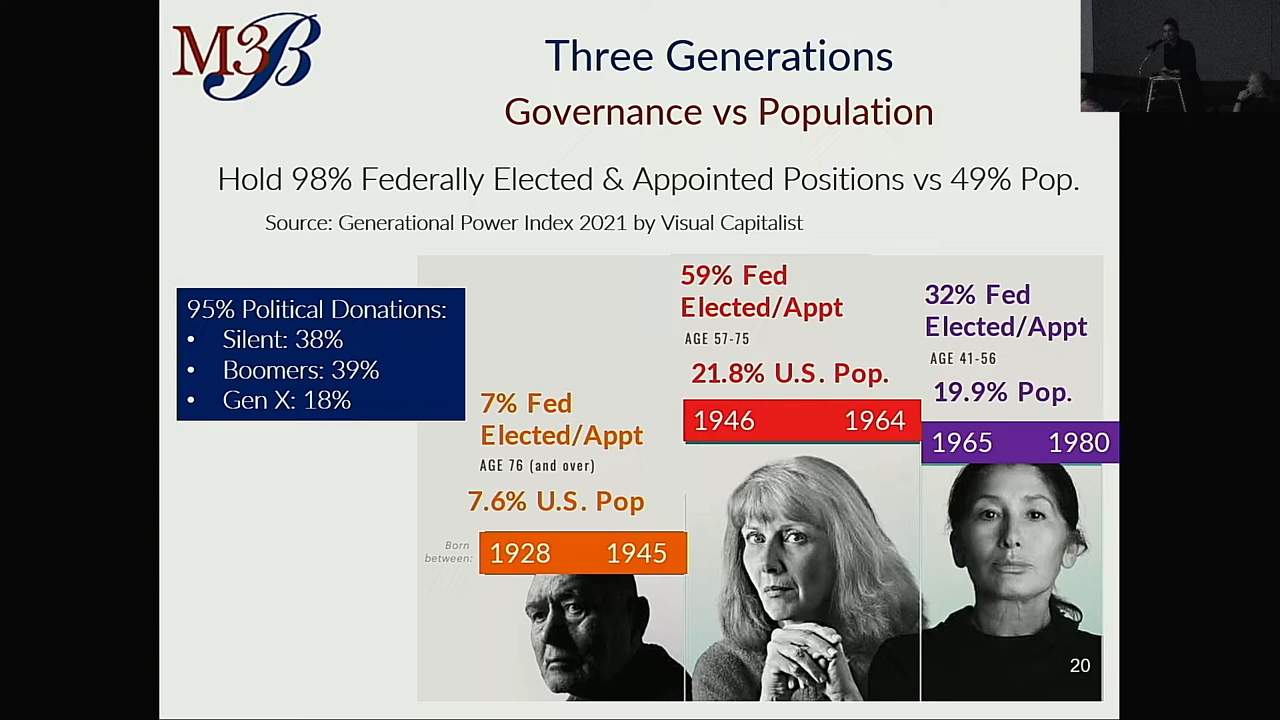 M3B
Three Generations
Governance vs Population
Hold 98% Federally Elected & Appointed Positions vs 49% Pop.
Source: Generational Power Index 2021 by Visual Capitalist
95% Political Donations:
• Silent: 38%
• Boomers: 39%
• Gen X: 18%
7% Fed
Elected/Appt
AGE 76 (and over)
7.6% U.S. Pop
Born
between:
1928 1945
59% Fed
Elected/Appt
AGE 57-75
21.8% U.S. Pop.
1946 1964
32% Fed
Elected/Appt
AGE 41-56
19.9% Pop.
1965 1980
20